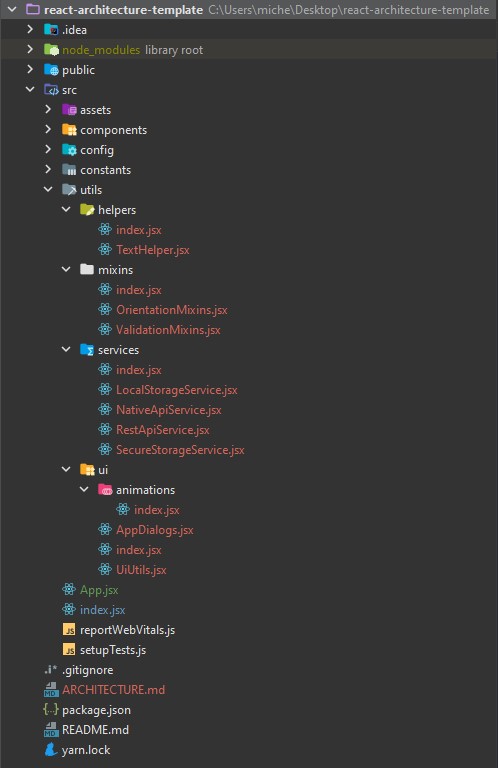 react-architecture-template C:\Users\miche\Desktop\react-architecture-template
.idea
node_modules library root
public
src
assets
components
config
constants
utils
helpers
index.jsx
TextHelper.jsx
mixins
index.jsx
OrientationMixins.jsx
ValidationMixins.jsx
services
index.jsx
LocalStorageService.jsx
NativeApiService.jsx
RestApiService.jsx
SecureStorageService.jsx
ui
animations
index.jsx
AppDialogs.jsx
index.jsx
UiUtils.jsx
App.jsx
index.jsx
reportWebVitals.js
setupTests.js
.gitignore
ARCHITECTURE.md
package.json
README.md
yarn.lock